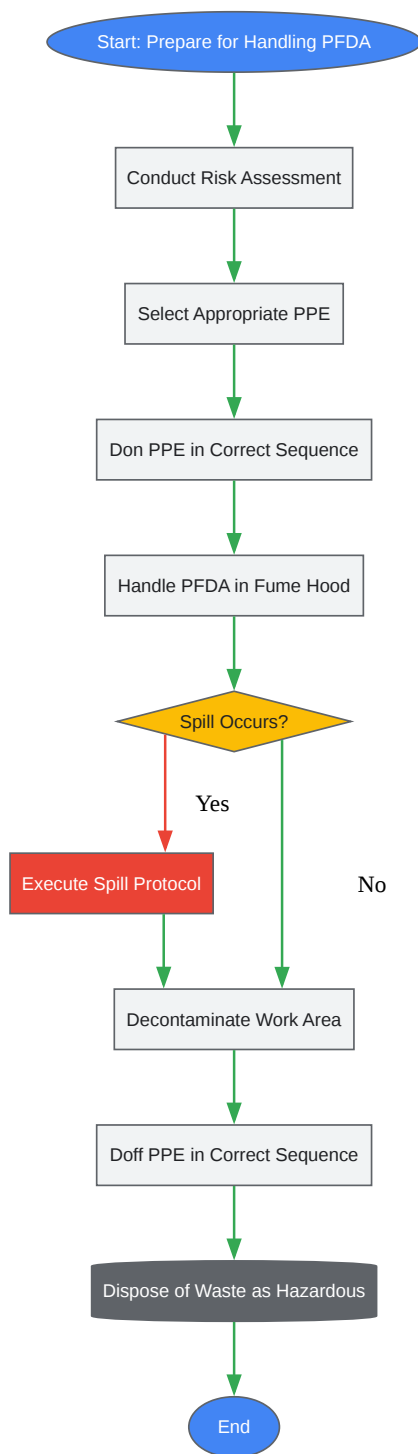 Start: Prepare for Handling PFDA
Conduct Risk Assessment
Select Appropriate PPE
Don PPE in Correct Sequence
Handle PFDA in Fume Hood
Spill Occurs?
Yes
Execute Spill Protocol
No
Decontaminate Work Area
Doff PPE in Correct Sequence
Dispose of Waste as Hazardous
End